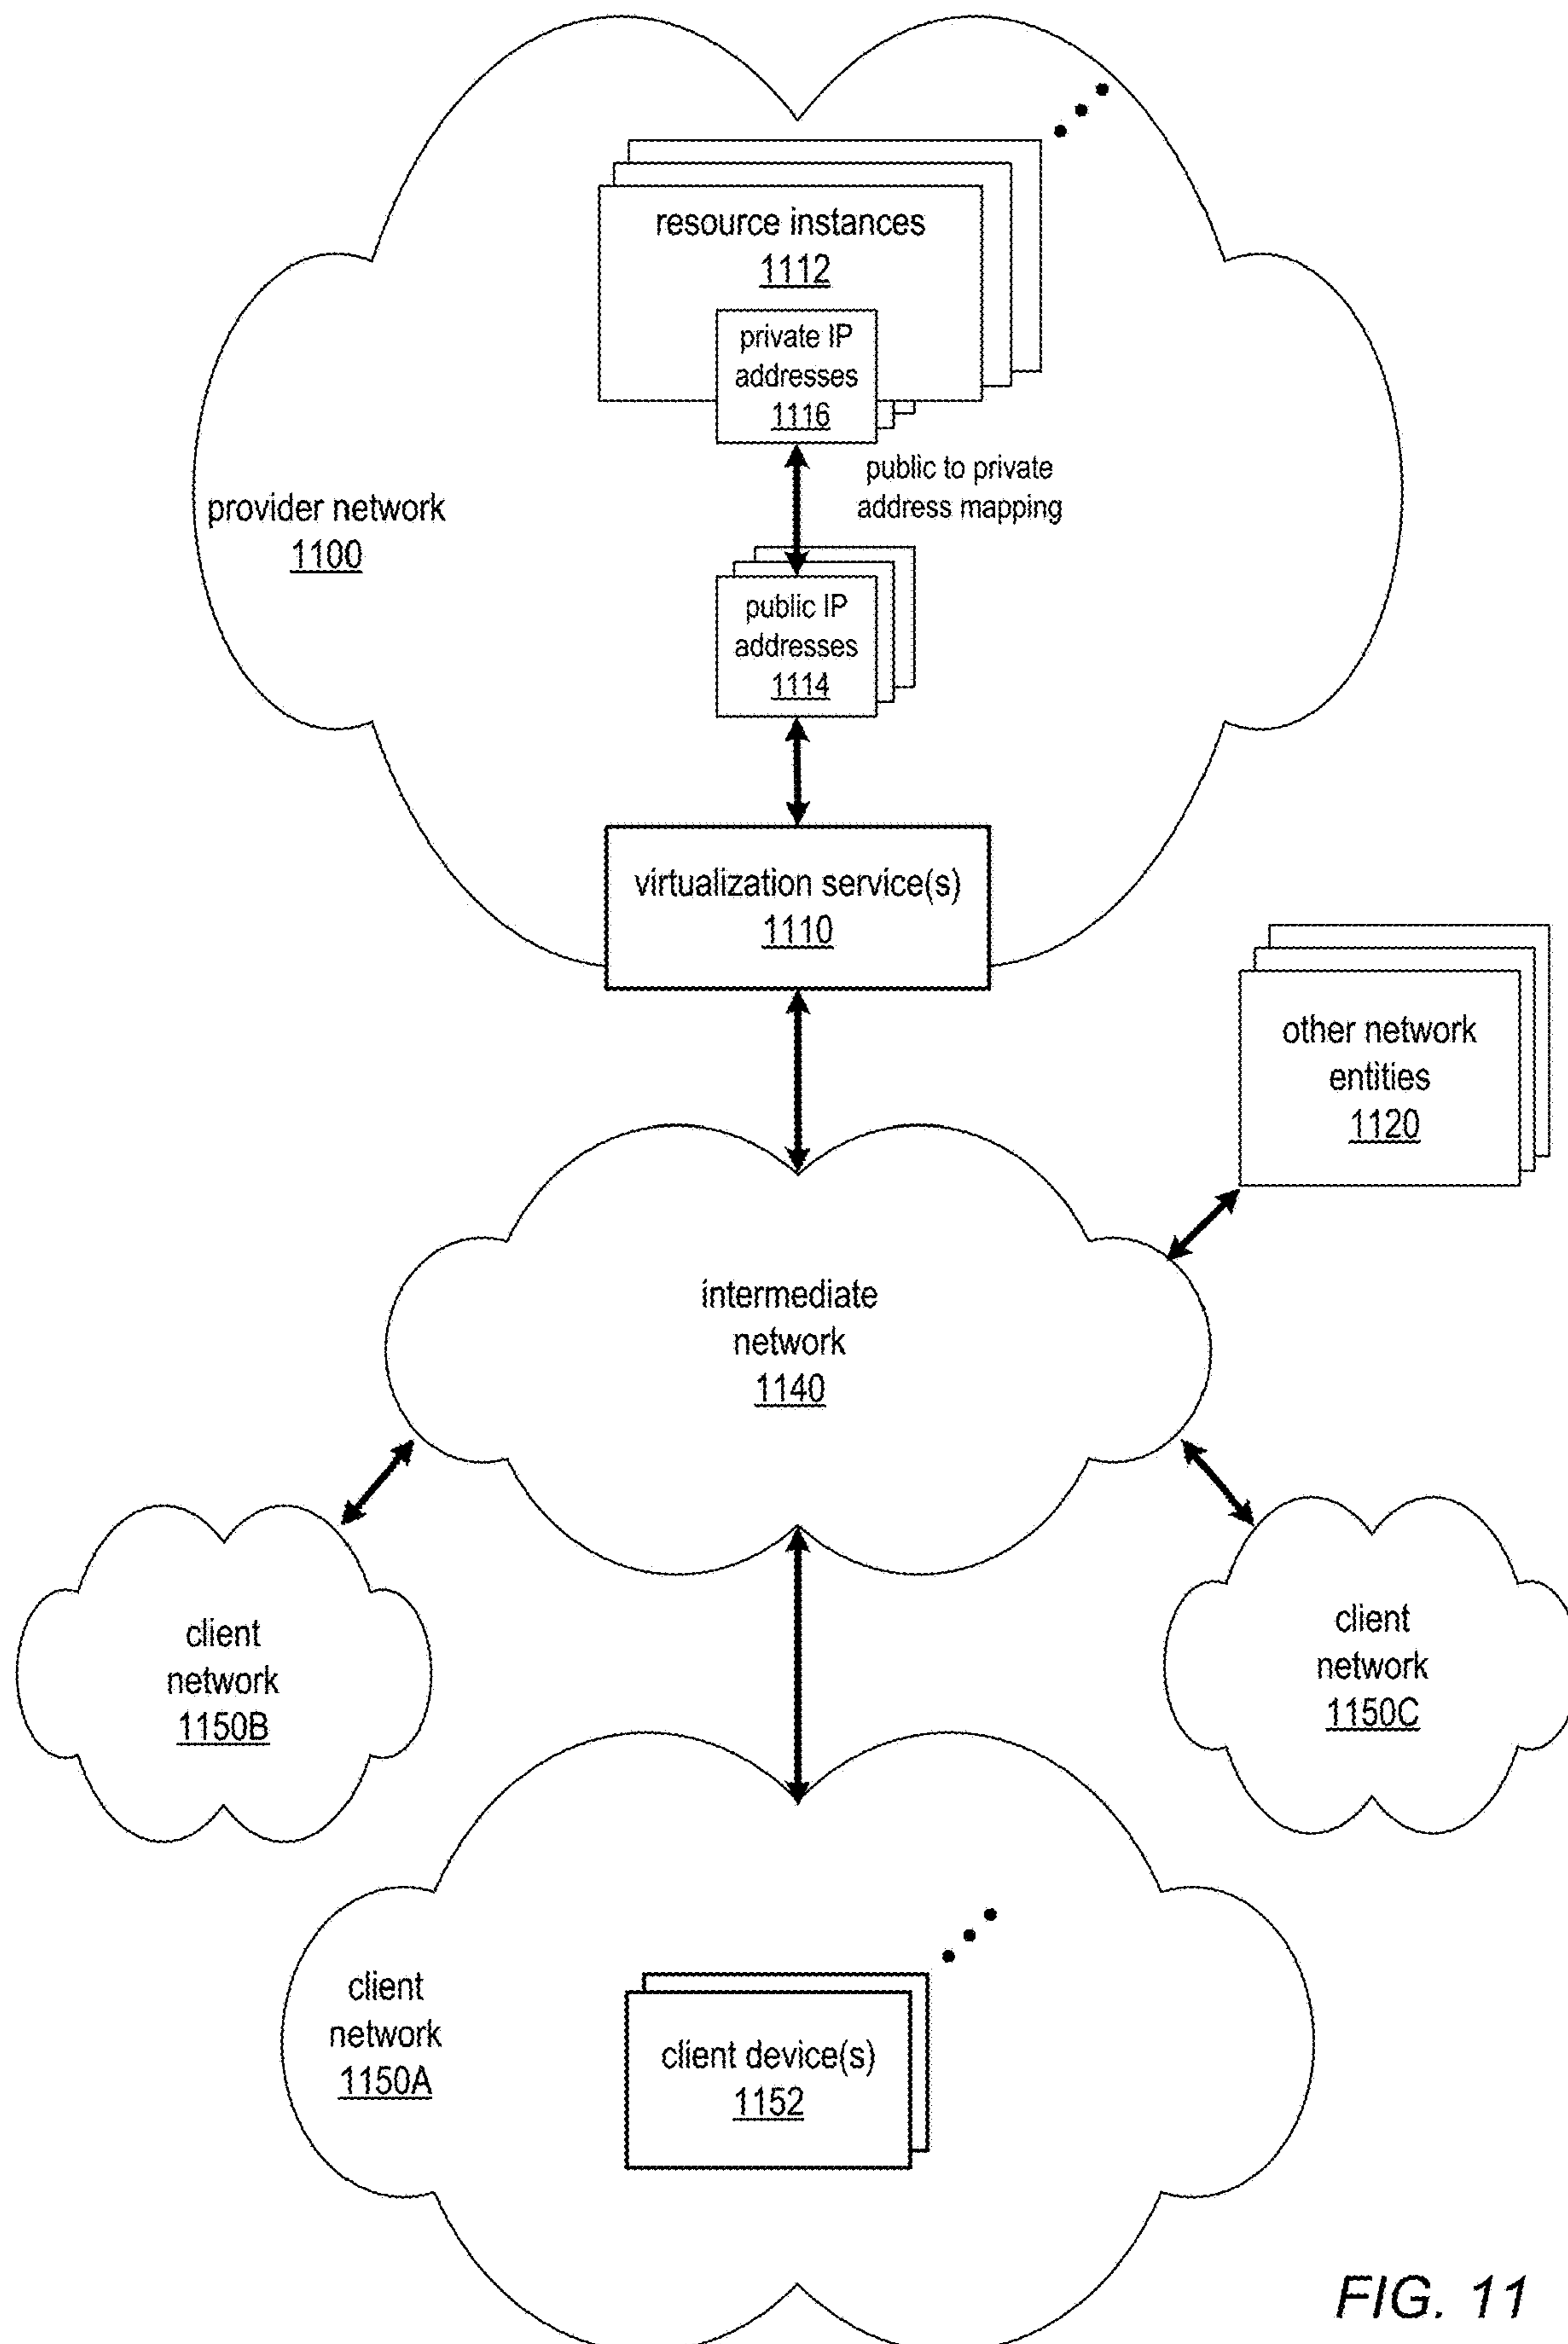 resource instances
1112
private IP
addresses
1116
public to private
address mapping
provider network
1100
public IP
addresses
1114
virtualization service(s)
1110
other network
entities
1120
intermediate
network
1140
client
network
1150B
client
network
1150C
client
network
1150A
client device(s)
1152
FIG. 11